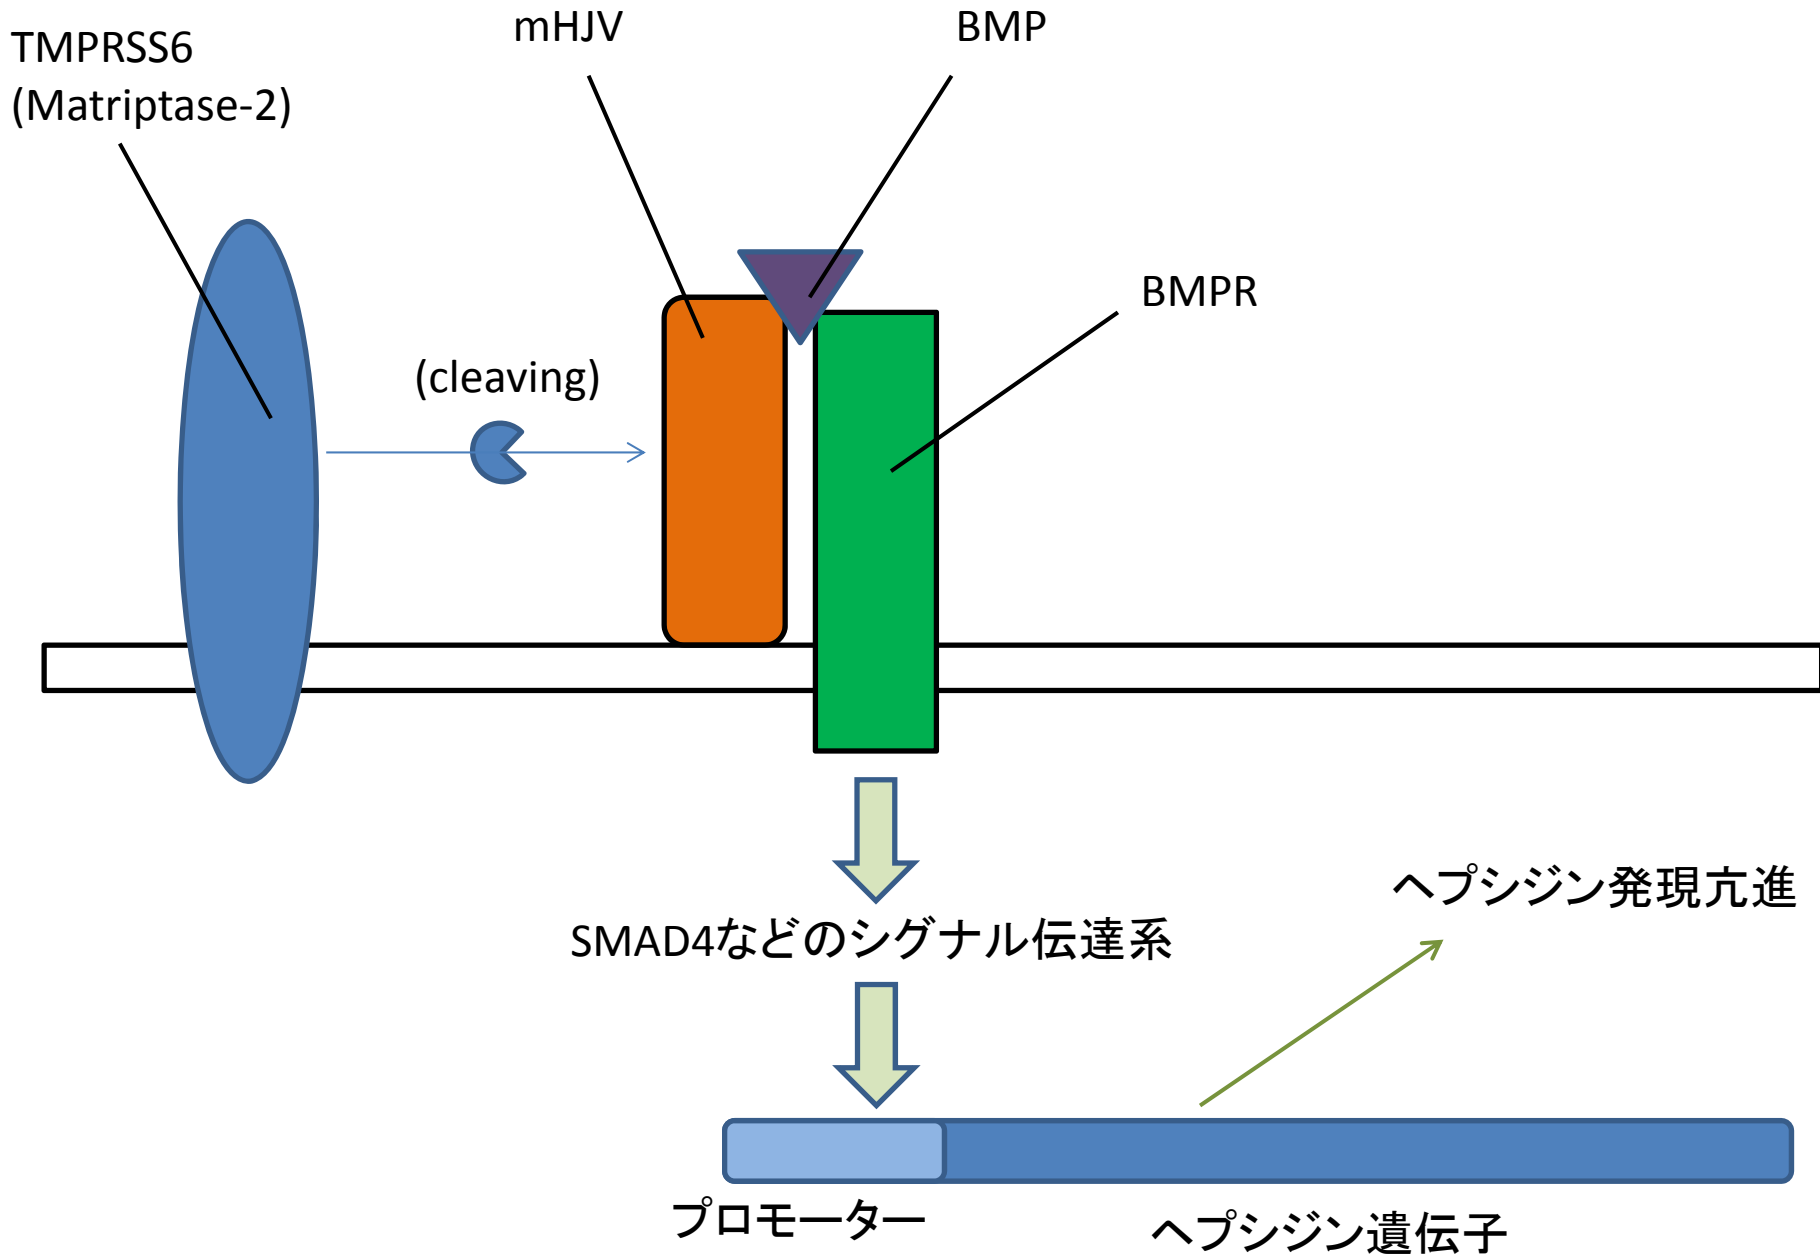 TMPRSS6
(Matriptase-2)
mHJV
BMP
BMPR
(cleaving)
ヘプシジン発現亢進
SMAD4などのシグナル伝達系
プロモーター
ヘプシジン遺伝子